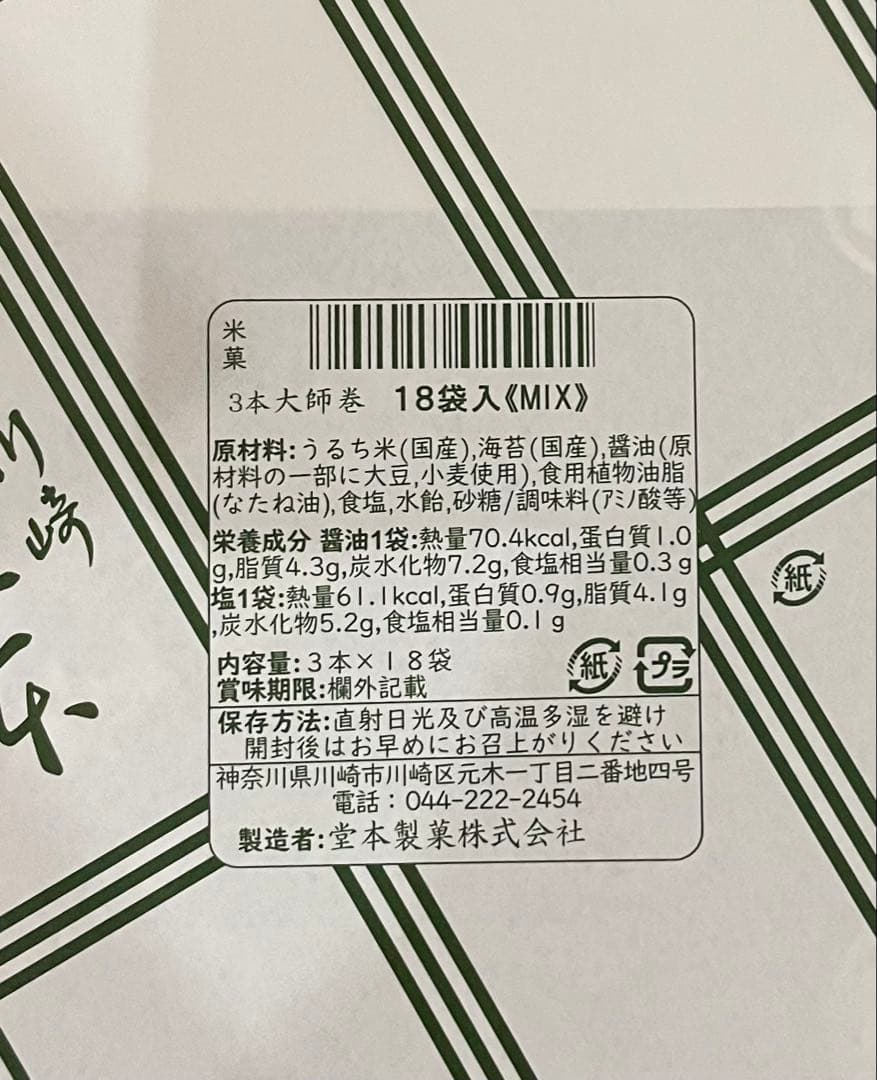 米
菓
3本大師巻 18袋入《MIX》
原材料:うるち米(国産),海苔(国産),醤油(原
材料の一部に大豆,小麦使用),食用植物油脂
(なたね油),食塩,水飴,砂糖/調味料(アミノ酸等)
栄養成分 醤油1袋:熱量70.4kcal,蛋白質1.0
g,脂質4.3g,炭水化物7.2g,食塩相当量0.3g
塩1袋:熱量61.1kcal,蛋白質0.9g,脂質4.1g
,炭水化物5.2g,食塩相当量0.1g
内容量:3本×18袋
賞味期限:欄外記載
紙
プラ
保存方法:直射日光及び高温多湿を避け
開封後はお早めにお召上がりください
神奈川県川崎市川崎区元木一丁目二番地四号
電話:044-222-2454
製造者:堂本製菓株式会社
紙
崎